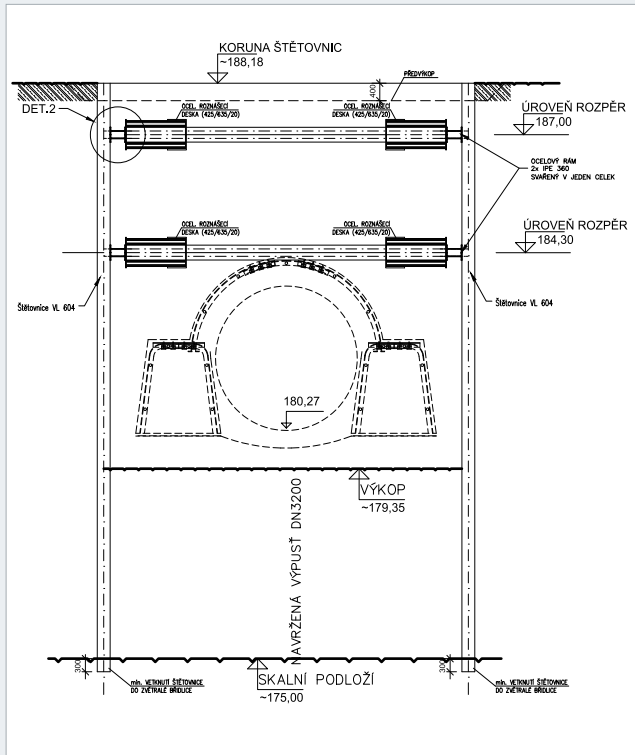 KORUNA ŠTĚTOVNIC
~188,18
400
PŘEDVÝKOP
DET.2
OCEL. ROZNÁŠECÍ
DESKA (425/635/20)
OCEL. ROZNÁŠECÍ
DESKA (425/635/20)
ÚROVEŇ ROZPĚR
187,00
OCELOVÝ RÁM
2x IPE 360
SVAŘENÝ V JEDEN CELEK
OCEL. ROZNÁŠECÍ
DESKA (425/635/20)
OCEL. ROZNÁŠECÍ
DESKA (425/635/20)
ÚROVEŇ ROZPĚR
184,30
Štětovnice VL 604
Štětovnice VL 604
180,27
VÝKOP
~179,35
NAVRŽENÁ VÝPUSŤ DN3200
300
300
SKALNÍ PODLOŽÍ
~175,00
min. VETKNUTÍ ŠTĚTOVNICE
DO ZVĚTRALÉ BŘIDLICE
min. VETKNUTÍ ŠTĚTOVNICE
DO ZVĚTRALÉ BŘIDLICE